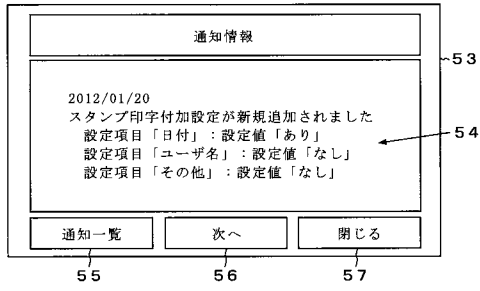 通知情報
53
2012/01/20
スタンプ印字付加設定が新規追加されました
設定項目「日付」：設定値「あり」
設定項目「ユーザ名」：設定値「なし」
設定項目「その他」：設定値「なし」
54
通知一覧 次へ 閉じる
55 56 57